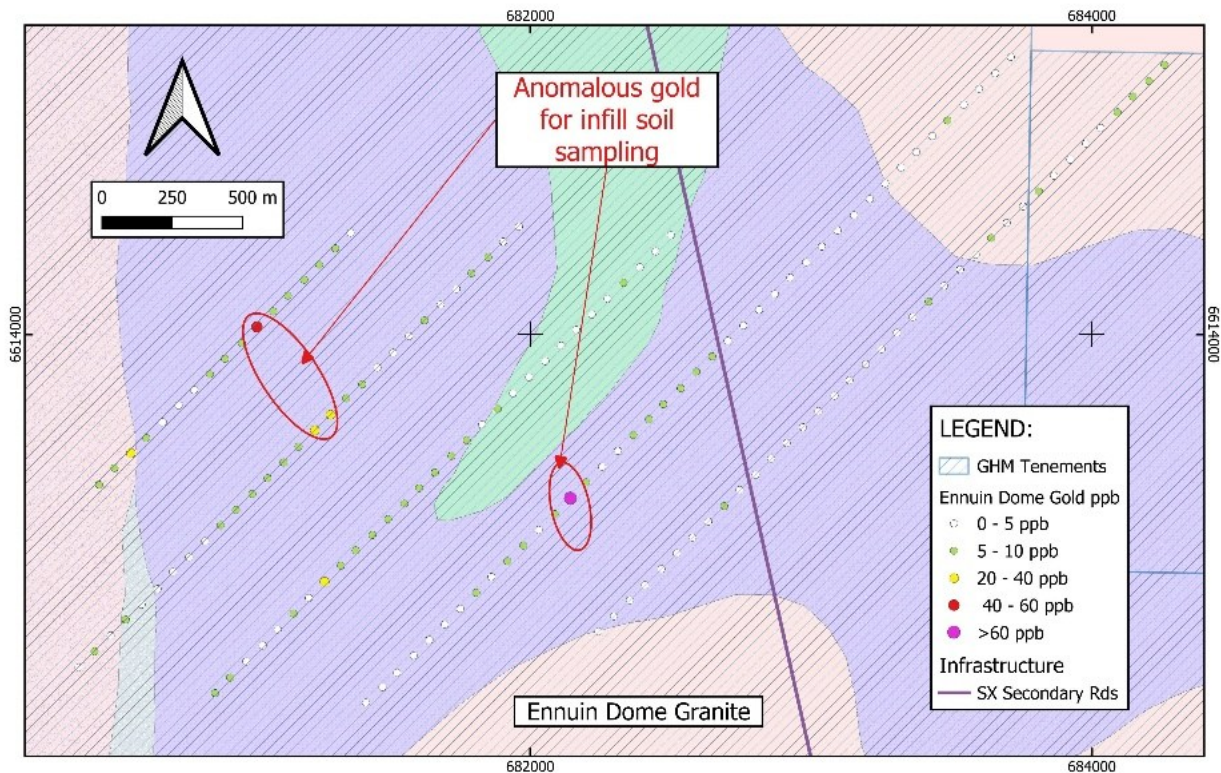 682000
684000
Anomalous gold
for infill soil
sampling
0 250 500 m
6614000
6614000
LEGEND:
GHM Tenements
Ennuin Dome Gold ppb
0 - 5 ppb
5 - 10 ppb
20 - 40 ppb
40 - 60 ppb
>60 ppb
Infrastructure
SX Secondary Rds
Ennuin Dome Granite
682000
684000